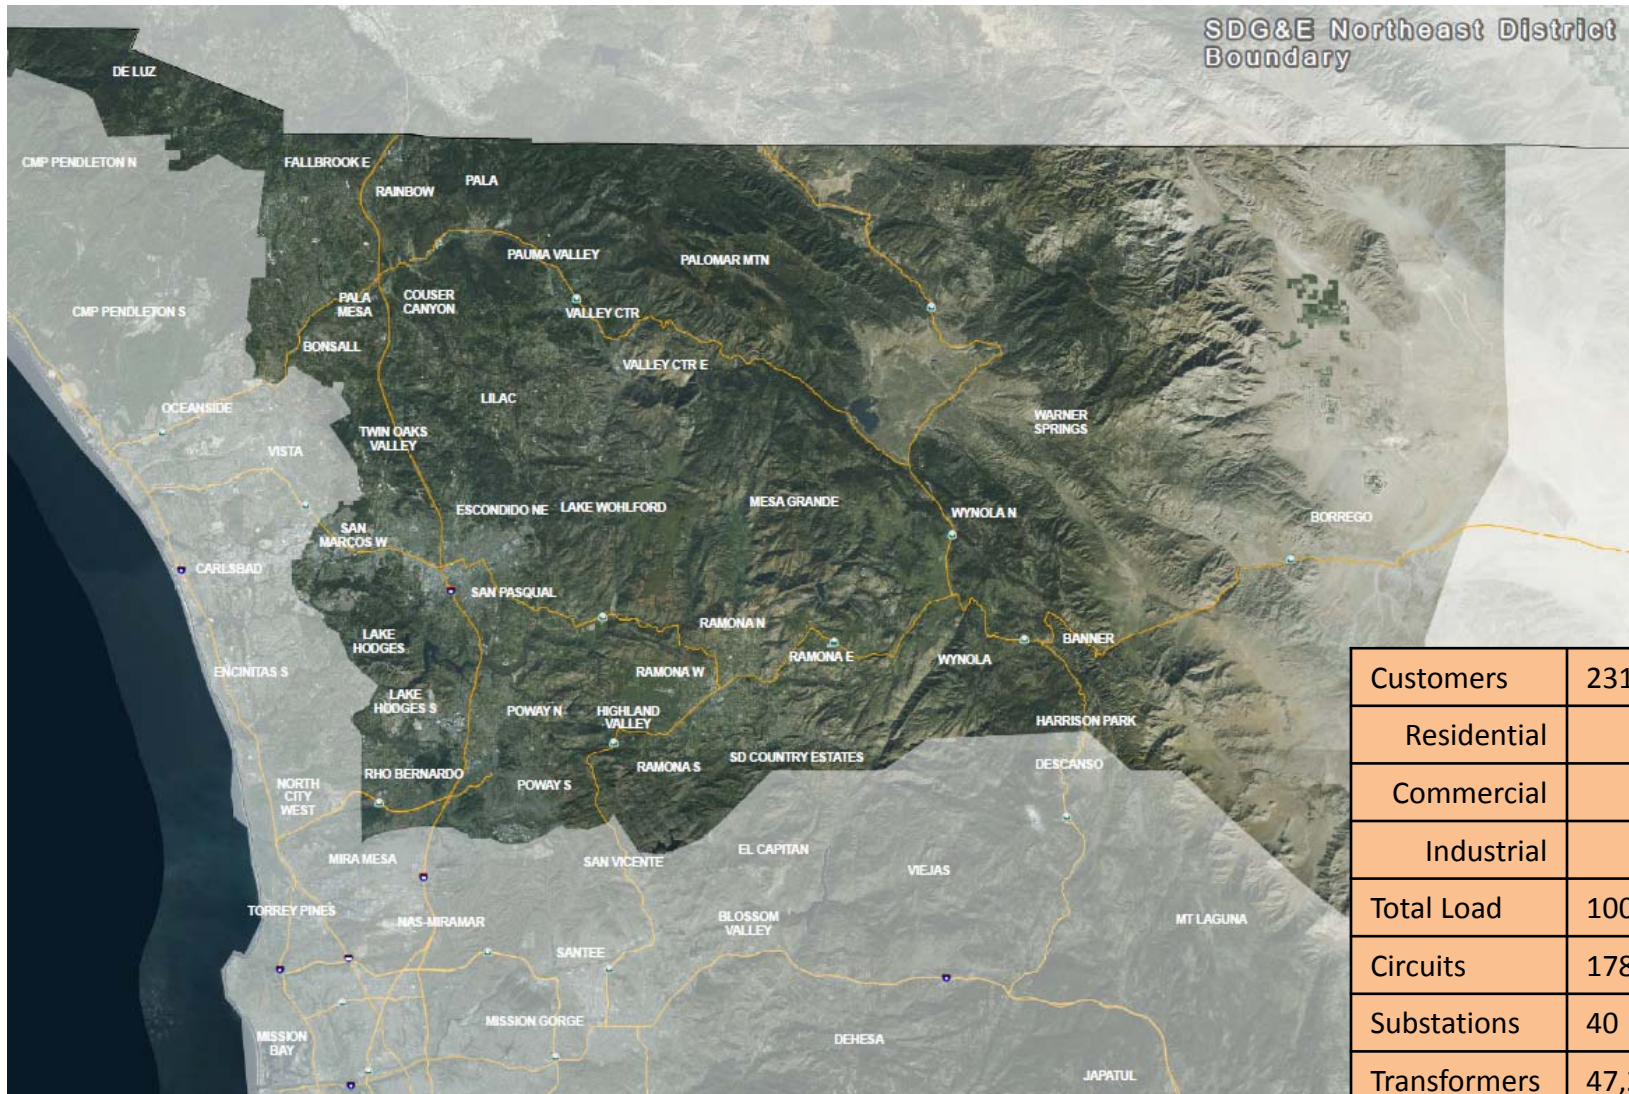 SDG&E Northeast District
Boundary
DE LUZ
CMP PENDLETON N
FALLBROOK E
RAINBOW
PALA
PAUMA VALLEY
PALOMAR MTN
CMP PENDLETON S
PALA
MESA
COUSER
CANYON
VALLEY CTR
BONSALL
VALLEY CTR E
LILAC
OCEANSIDE
WARNER
SPRINGS
TWIN OAKS
VALLEY
VISTA
ESCONDIDO NE
LAKE WOHLFORD
MESA GRANDE
WYNOLA N
BORREGO
SAN
MARCOS W
CARLSBAD
SAN PASQUAL
RAMONA N
LAKE
HODGES
BANNER
RAMONA E
WYNOLA
ENCINITAS S
RAMONA W
LAKE
HODGES S
POWAY N
HIGHLAND
VALLEY
HARRISON PARK
SD COUNTRY ESTATES
DESCANSO
RAMONA S
RHO BERNARDO
POWAY S
NORTH
CITY
WEST
MIRA MESA
SAN VICENTE
EL CAPITAN
VIEJAS
TORREY PINES
NAS-MIRAMAR
BLOSSOM
VALLEY
MT LAGUNA
SANTEE
MISSION GORGE
MISSION
BAY
DEHESA
JAPATUL
Customers 231
Residential
Commercial
Industrial
Total Load 100
Circuits 178
Substations 40
Transformers 47,